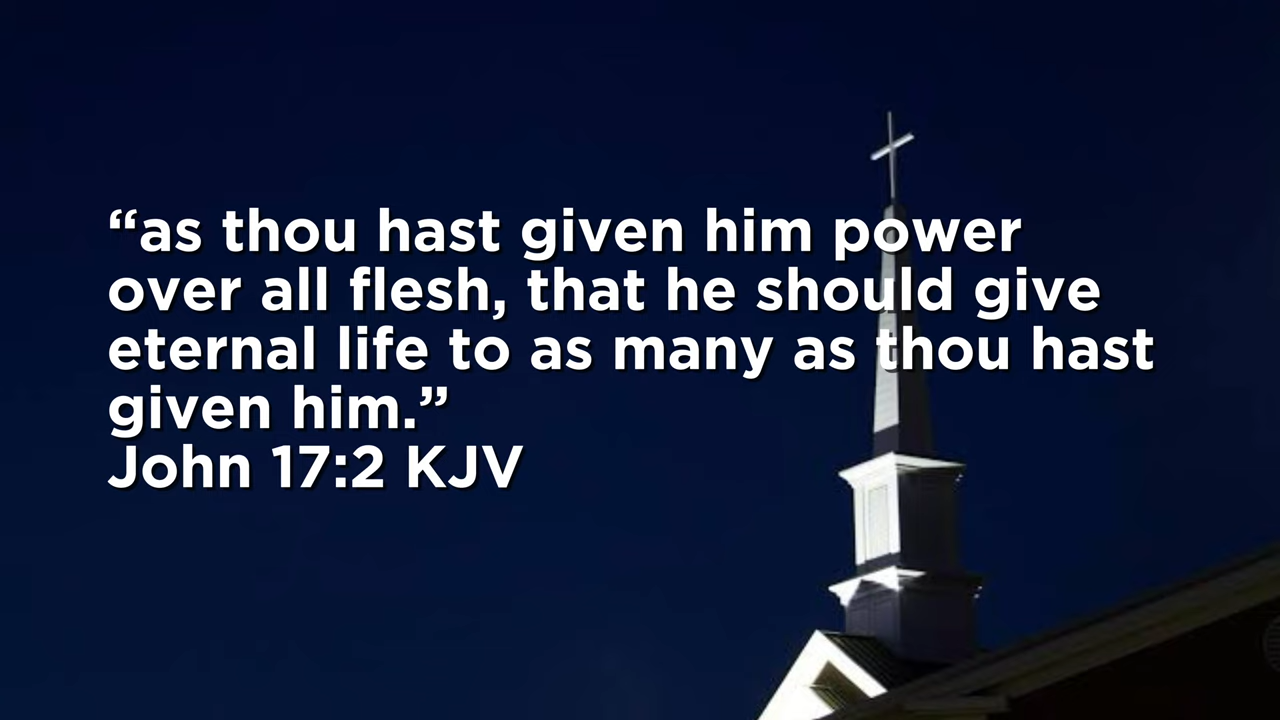 “as thou hast given him power
over all flesh, that he should give
eternal life to as many as thou hast
given him.”
John 17:2 KJV